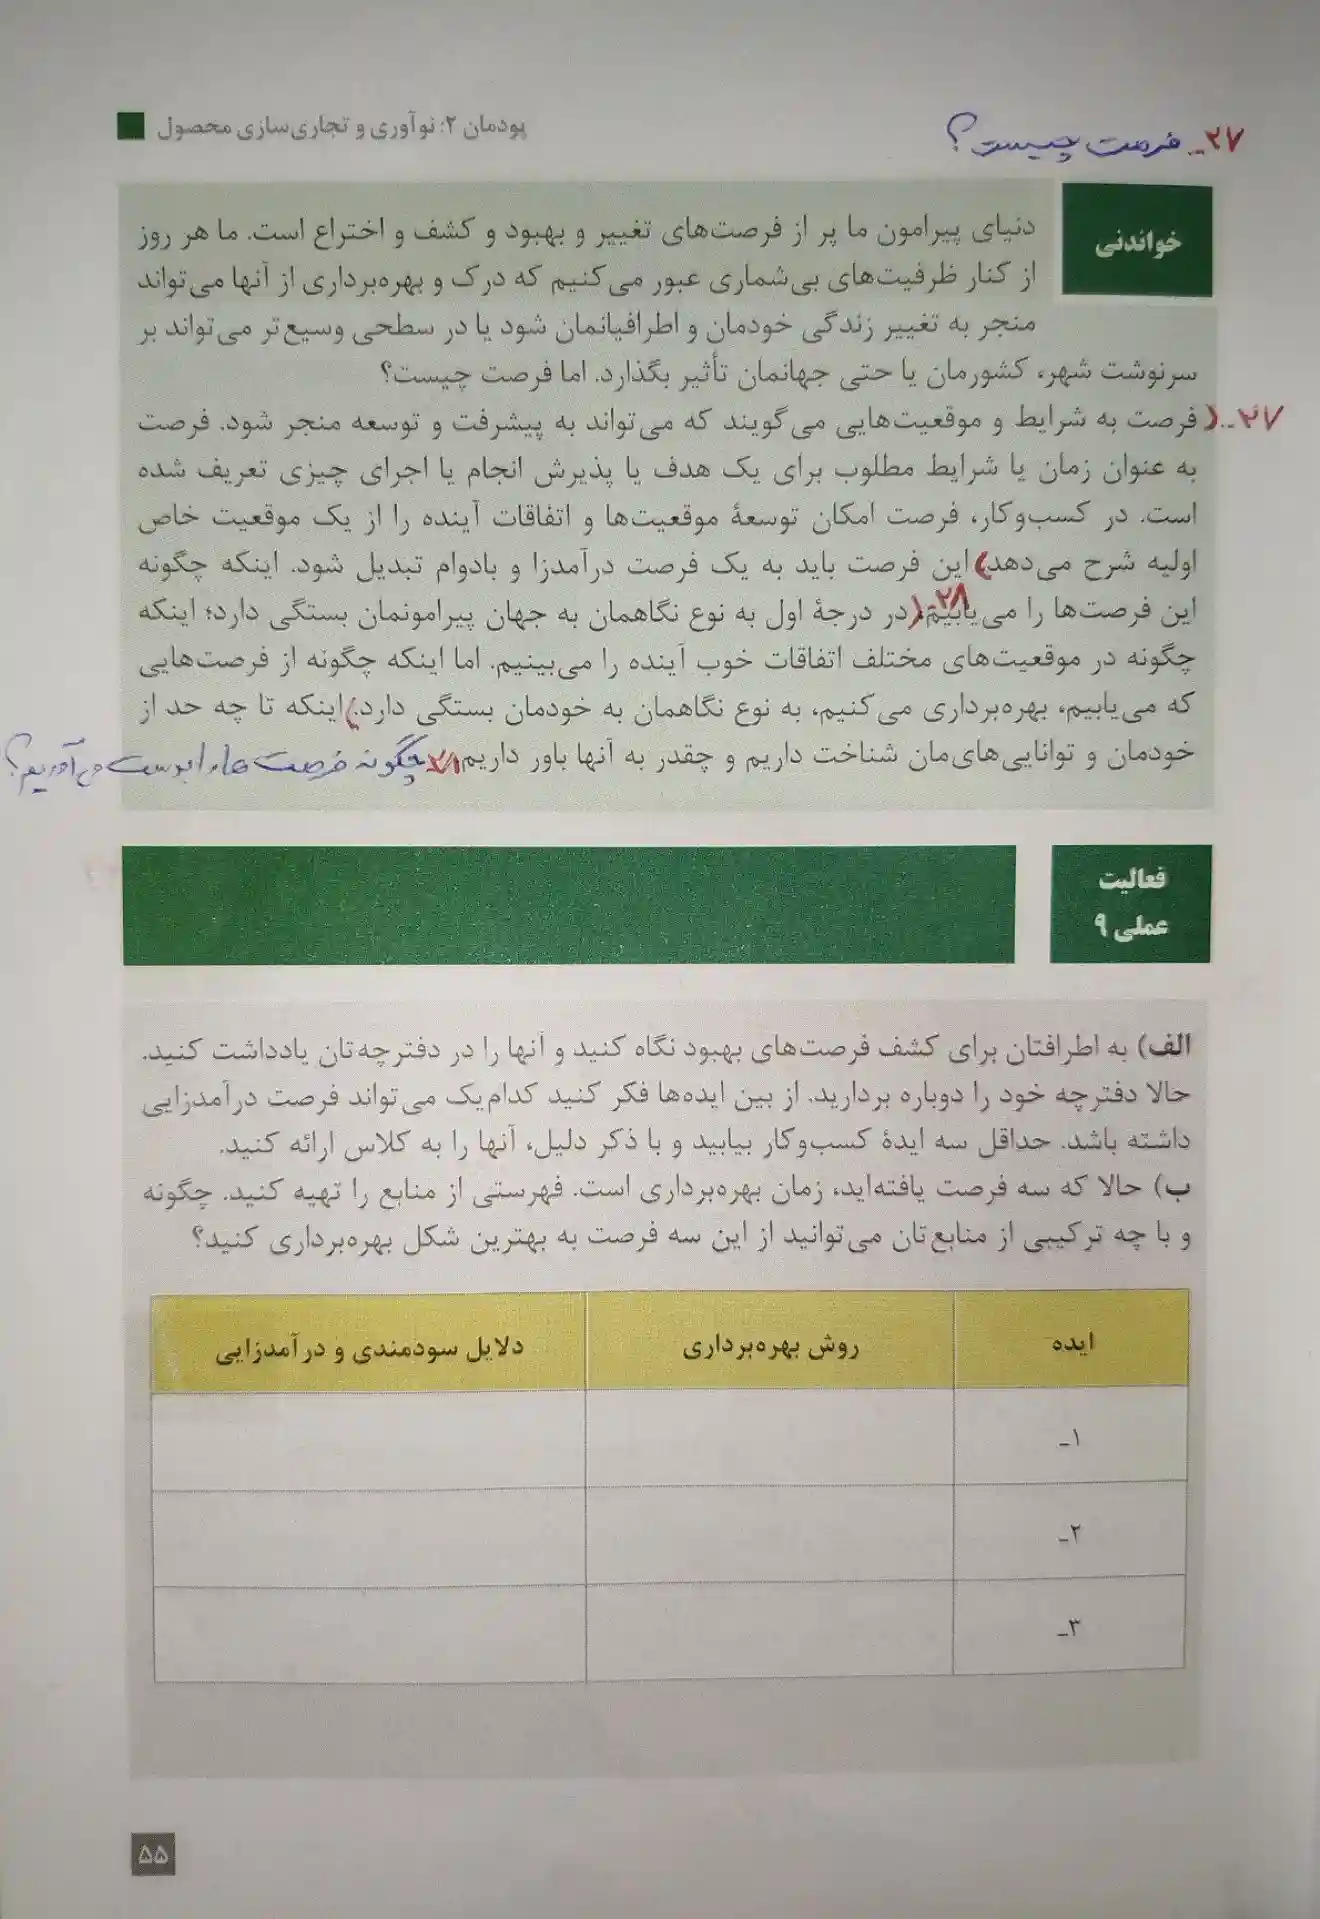 پودمان ۲: نوآوری و تجاری‌سازی محصول
۲۷_ فرصت چیست؟
خواندنی
دنیای پیرامون ما پر از فرصت‌های تغییر و بهبود و کشف و اختراع است. ما هر روز
از کنار ظرفیت‌های بی‌شماری عبور می‌کنیم که درک و بهره‌برداری از آنها می‌تواند
منجر به تغییر زندگی خودمان و اطرافیانمان شود یا در سطحی وسیع‌تر می‌تواند بر
سرنوشت شهر، کشورمان یا حتی جهانمان تأثیر بگذارد. اما فرصت چیست؟
۲۷_ (فرصت به شرایط و موقعیت‌هایی می‌گویند که می‌تواند به پیشرفت و توسعه منجر شود. فرصت
به عنوان زمان یا شرایط مطلوب برای یک هدف یا پذیرش انجام یا اجرای چیزی تعریف شده
است. در کسب‌وکار، فرصت امکان توسعهٔ موقعیت‌ها و اتفاقات آینده را از یک موقعیت خاص
اولیه شرح می‌دهد.) این فرصت باید به یک فرصت درآمدزا و بادوام تبدیل شود. اینکه چگونه
این فرصت‌ها را می‌یابیم، ۲۸ (در درجهٔ اول به نوع نگاهمان به جهان پیرامونمان بستگی دارد؛ اینکه
چگونه در موقعیت‌های مختلف اتفاقات خوب آینده را می‌بینیم. اما اینکه چگونه از فرصت‌هایی
که می‌یابیم، بهره‌برداری می‌کنیم، به نوع نگاهمان به خودمان بستگی دارد.) اینکه تا چه حد از
خودمان و توانایی‌های‌مان شناخت داریم و چقدر به آنها باور داریم. ۲۸ چگونه فرصت ها را بدست می آوریم؟
فعالیت
عملی ۹
الف) به اطرافتان برای کشف فرصت‌های بهبود نگاه کنید و آنها را در دفترچه‌تان یادداشت کنید.
حالا دفترچه خود را دوباره بردارید. از بین ایده‌ها فکر کنید کدام‌یک می‌تواند فرصت درآمدزایی
داشته باشد. حداقل سه ایدهٔ کسب‌وکار بیابید و با ذکر دلیل، آنها را به کلاس ارائه کنید.
ب) حالا که سه فرصت یافته‌اید، زمان بهره‌برداری است. فهرستی از منابع را تهیه کنید. چگونه
و با چه ترکیبی از منابع‌تان می‌توانید از این سه فرصت به بهترین شکل بهره‌برداری کنید؟
ایده روش بهره‌برداری دلایل سودمندی و درآمدزایی
۱_
۲_
۳_
۵۵